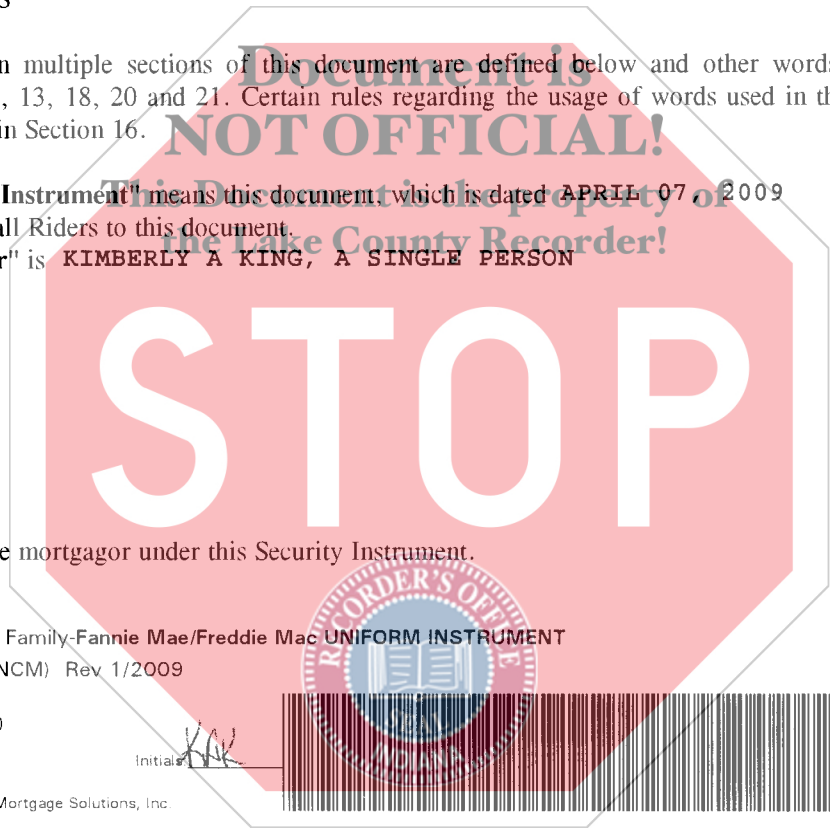 S
n multiple sections of this document are defined below and other words
, 13, 18, 20 and 21. Certain rules regarding the usage of words used in th
in Section 16.
Document is
NOT OFFICIAL!
This Document is the property of
the Lake County Recorder!
Instrument" means this document, which is dated APRIL 07, 2009
all Riders to this document.
r" is KIMBERLY A KING, A SINGLE PERSON
STOP
e mortgagor under this Security Instrument.
RECORDER'S OFFICE
SEAL
INDIANA
Family-Fannie Mae/Freddie Mac UNIFORM INSTRUMENT
NCM) Rev 1/2009
)
Initials KAK
Mortgage Solutions, Inc.